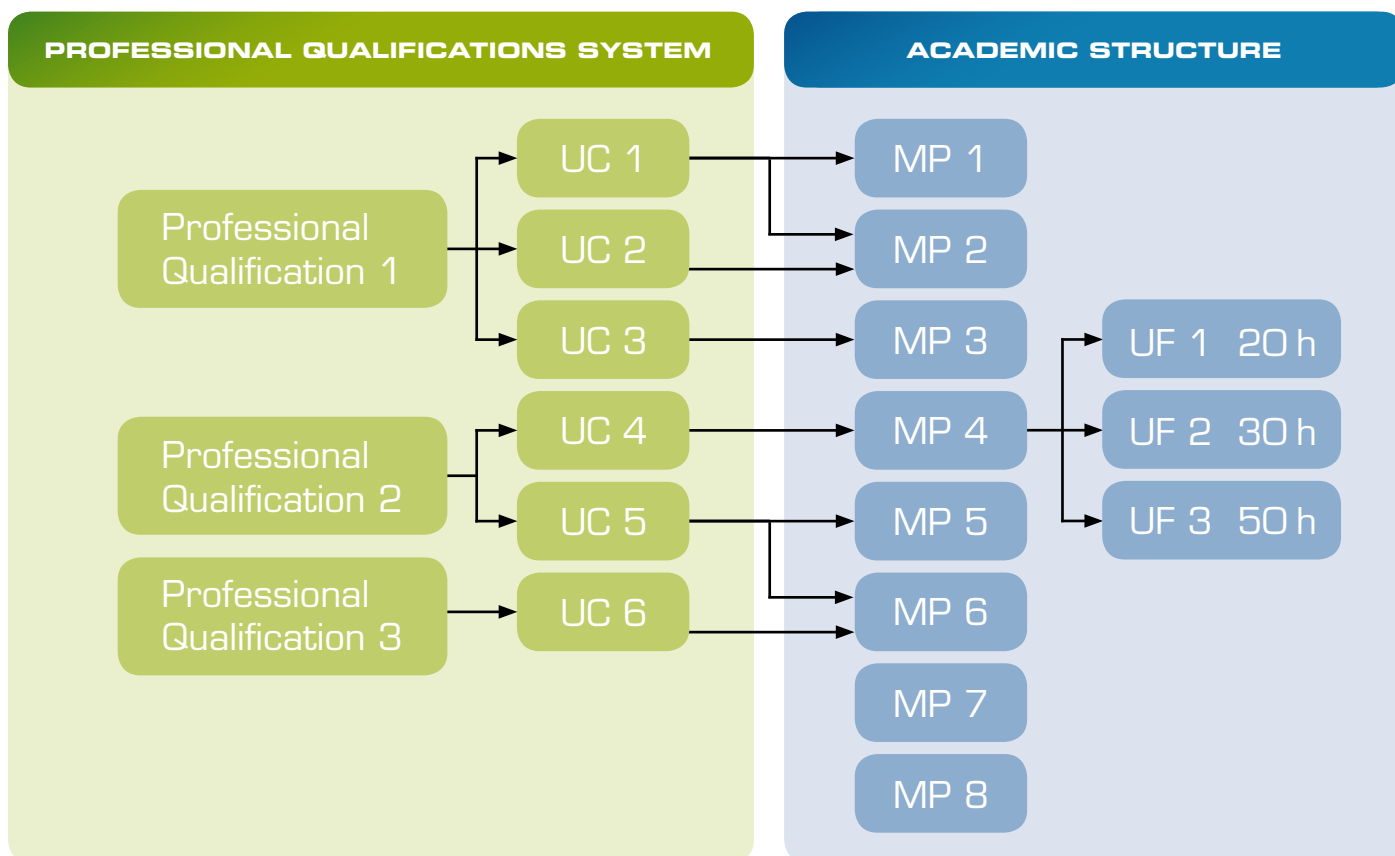 PROFESSIONAL QUALIFICATIONS SYSTEM
Professional
Qualification 1
Professional
Qualification 2
Professional
Qualification 3
UC 1
UC 2
UC 3
UC 4
UC 5
UC 6
ACADEMIC STRUCTURE
MP 1
MP 2
MP 3
MP 4
MP 5
MP 6
MP 7
MP 8
UF 1 20 h
UF 2 30 h
UF 3 50 h